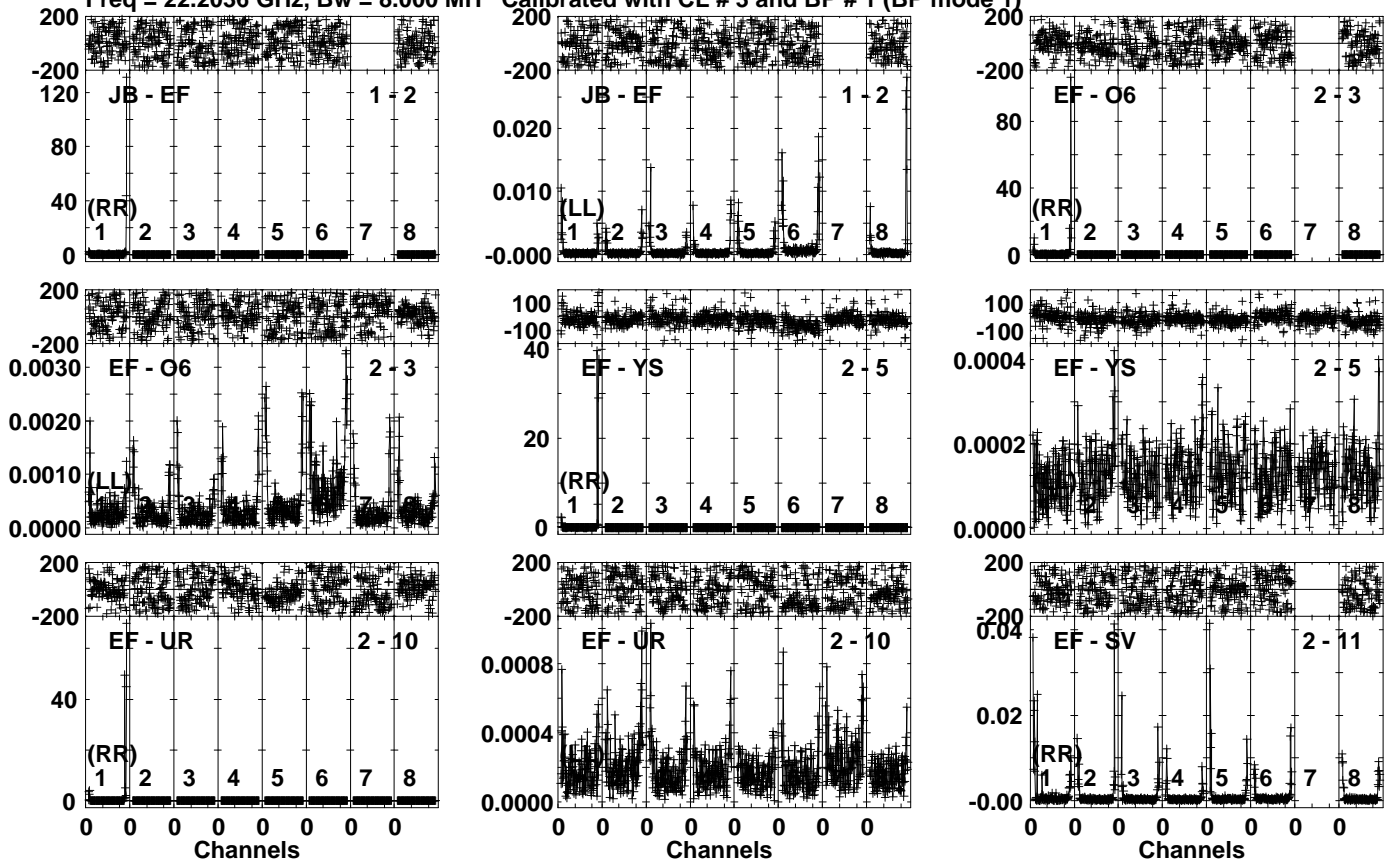 Freq = 22.2036 GHz, Bw = 8.000 MH Calibrated with CL # 3 and BP # 1 (BP mode 1)
200 200 200
-200 -200 -200
120 JB - EF 1 - 2 0.020 JB - EF 1 - 2 80 EF - O6 2 - 3
80 0.010 40
40
(RR) (LL) (RR)
1 2 3 4 5 6 7 8 1 2 3 4 5 6 7 8 1 2 3 4 5 6 7 8
0 -0.000 0
200 100 100
-200 -100 -100
0.0030 EF - O6 2 - 3 40 EF - YS 2 - 5 0.0004 EF - YS 2 - 5
0.0020 20 0.0002
0.0010
(LL) (RR)
7 1 2 3 4 5 6 7 8 2 3 4 5 6 7 8
0.0000 0 0.0000
200 200 200
-200 -200 -200
EF - UR 2 - 10 0.0008 EF - UR 2 - 10 0.04 EF - SV 2 - 11
40 0.0004 0.02
(RR) (LL) (RR)
1 2 3 4 5 6 7 8 1 2 3 4 5 6 7 8
0 0.0000 -0.00
0 0 0 0 0 0 0 0 0 0 0 0 0 0 0 0 0 0 0 0 0 0 0 0
Channels Channels Channels